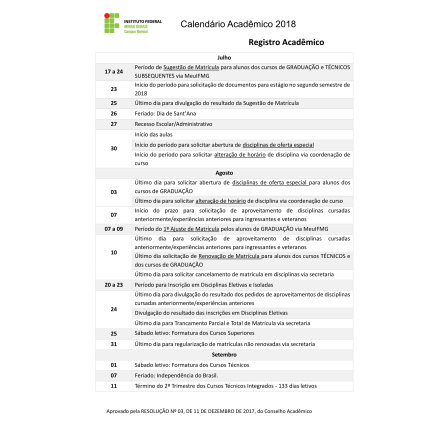 INSTITUTO FEDERAL
MINAS GERAIS
Calendário Acadêmico 2018
Registro Acadêmico
Julho
17 a 24
Período de Sugestão de Matrícula para alunos dos cursos de GRADUAÇÃO e TÉCNICOS
SUBSEQUENTES via MeuIFMG
23
Início do período para solicitação de documentos para estágio no segundo semestre de
2018
25
Último dia para divulgação do resultado da Sugestão de Matrícula
26
Feriado: Dia de Sant'Ana
27
Recesso Escolar/Administrativo
30
Início das aulas
Início do período para solicitar abertura de disciplinas de oferta especial
Início do período para solicitar alteração de horário de disciplina via coordenação de
curso
Agosto
03
Último dia para solicitar abertura de disciplinas de oferta especial para alunos dos
cursos de GRADUAÇÃO
Último dia para solicitar alteração de horário de disciplina via coordenação de curso
07
Início do prazo para solicitação de aproveitamento de disciplinas cursadas
anteriormente/experiências anteriores para ingressantes e veteranos
07 a 09
Período do 1º Ajuste de Matrícula pelos alunos de GRADUAÇÃO via MeuIFMG
10
Último dia para solicitação de aproveitamento de disciplinas cursadas
anteriormente/experiências anteriores para ingressantes e veteranos
Último dia solicitação de Renovação de Matrícula para alunos dos cursos TÉCNICOS e
dos cursos de GRADUAÇÃO
Último dia para solicitar cancelamento de matrícula em disciplinas via secretaria
20 a 23
Período para Inscrição em Disciplinas Eletivas e Isoladas
24
Último dia para divulgação do resultado dos pedidos de aproveitamentos de disciplinas
cursadas anteriormente/experiências anteriores
Divulgação do resultado das inscrições em Disciplinas Eletivas
Último dia para Trancamento Parcial e Total de Matrícula via secretaria
25
Sábado letivo: Formatura dos Cursos Superiores
31
Último dia para regularização de matrículas não renovadas via secretaria
Setembro
01
Sábado letivo: Formatura dos Cursos Técnicos
07
Feriado: Independência do Brasil.
11
Término do 2º Trimestre dos Cursos Técnicos Integrados - 133 dias letivos
Aprovado pela RESOLUÇÃO Nº 03, DE 11 DE DEZEMBRO DE 2017, do Conselho Acadêmico